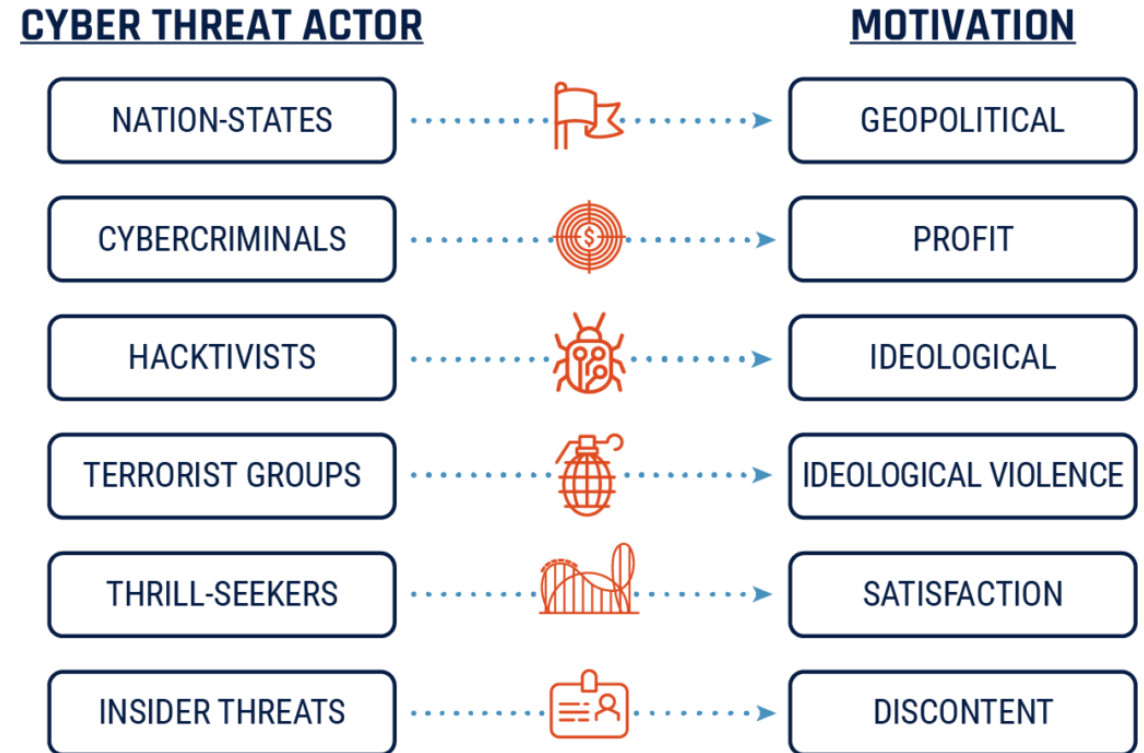 CYBER THREAT ACTOR MOTIVATION
NATION-STATES GEOPOLITICAL
CYBERCRIMINALS $ PROFIT
HACKTIVISTS IDEOLOGICAL
TERRORIST GROUPS IDEOLOGICAL VIOLENCE
THRILL-SEEKERS SATISFACTION
INSIDER THREATS DISCONTENT